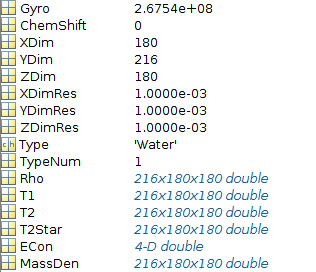 Gyro 2.6754e+08
ChemShift 0
XDim 180
YDim 216
ZDim 180
XDimRes 1.0000e-03
YDimRes 1.0000e-03
ZDimRes 1.0000e-03
ch Type 'Water'
TypeNum 1
Rho 216x180x180 double
T1 216x180x180 double
T2 216x180x180 double
T2Star 216x180x180 double
ECon 4-D double
MassDen 216x180x180 double